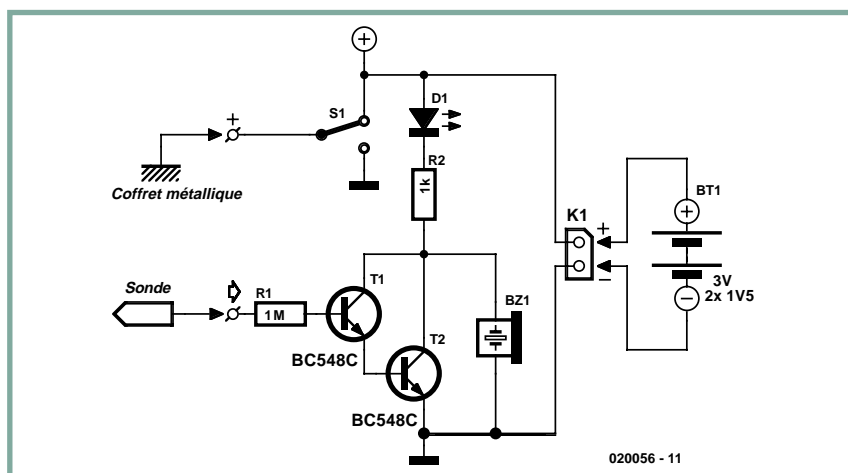 +
D1
S1
+
R2
1k
Coffret métallique
BT1
K1
+
+
Sonde
T1
R1
1M
–
3V
2x 1V5
–
BZ1
T2
BC548C
BC548C
020056 - 11